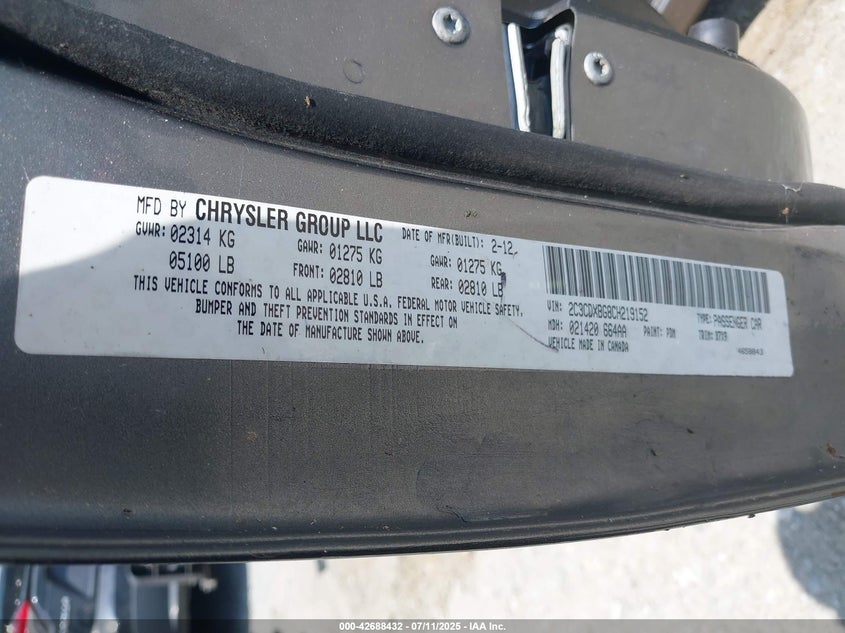 MFD BY CHRYSLER GROUP LLC DATE OF MFR(BUILT): 2-12
GVWR: 02314 KG GAWR: 01275 KG GAWR: 01275 KG
05100 LB FRONT: 02810 LB REAR: 02810 LB
THIS VEHICLE CONFORMS TO ALL APPLICABLE U.S.A. FEDERAL MOTOR VEHICLE SAFETY,
BUMPER AND THEFT PREVENTION STANDARDS IN EFFECT ON
THE DATE OF MANUFACTURE SHOWN ABOVE.
VIN: 2C3CDXBG8CH219152 TYPE: PASSENGER CAR
MDH: 021420 664AA PAINT: PDM TRIM: D7X9
VEHICLE MADE IN CANADA 4658043
000-42688432 - 07/11/2025 - IAA Inc.